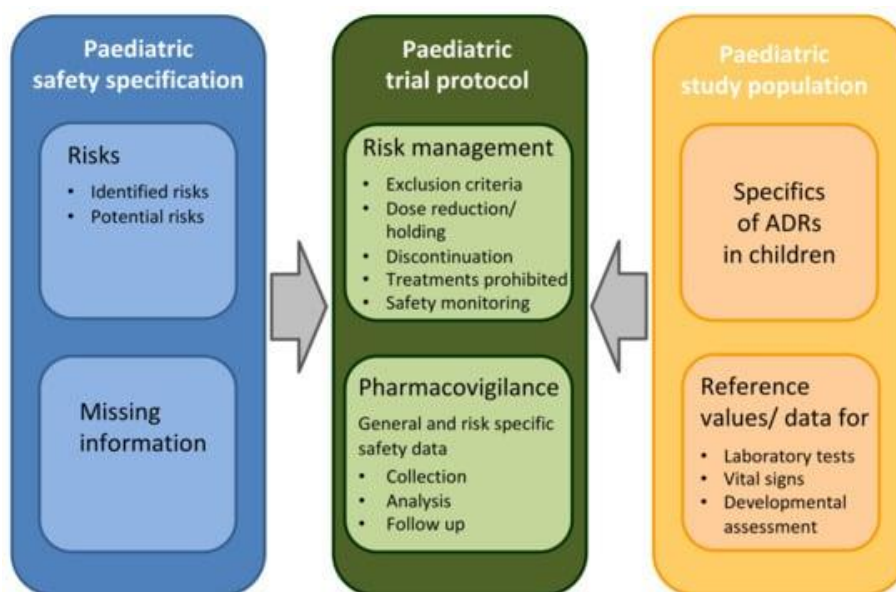 Paediatric
safety specification
Risks
• Identified risks
• Potential risks
Missing
information
Paediatric
trial protocol
Risk management
• Exclusion criteria
• Dose reduction/
holding
• Discontinuation
• Treatments prohibited
• Safety monitoring
Pharmacovigilance
General and risk specific
safety data
• Collection
• Analysis
• Follow up
Paediatric
study population
Specifics
of ADRs
in children
Reference
values/ data for
• Laboratory tests
• Vital signs
• Developmental
assessment